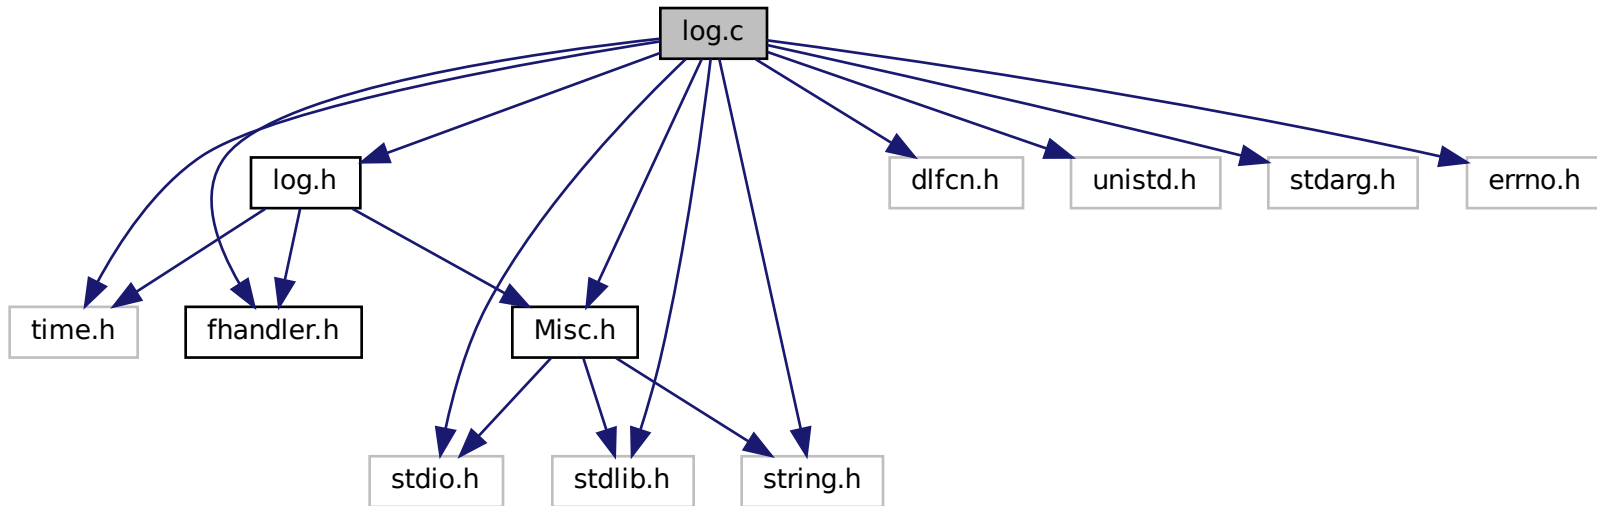 log.c
log.h
dlfcn.h
unistd.h
stdarg.h
errno.h
time.h
fhandler.h
Misc.h
stdio.h
stdlib.h
string.h